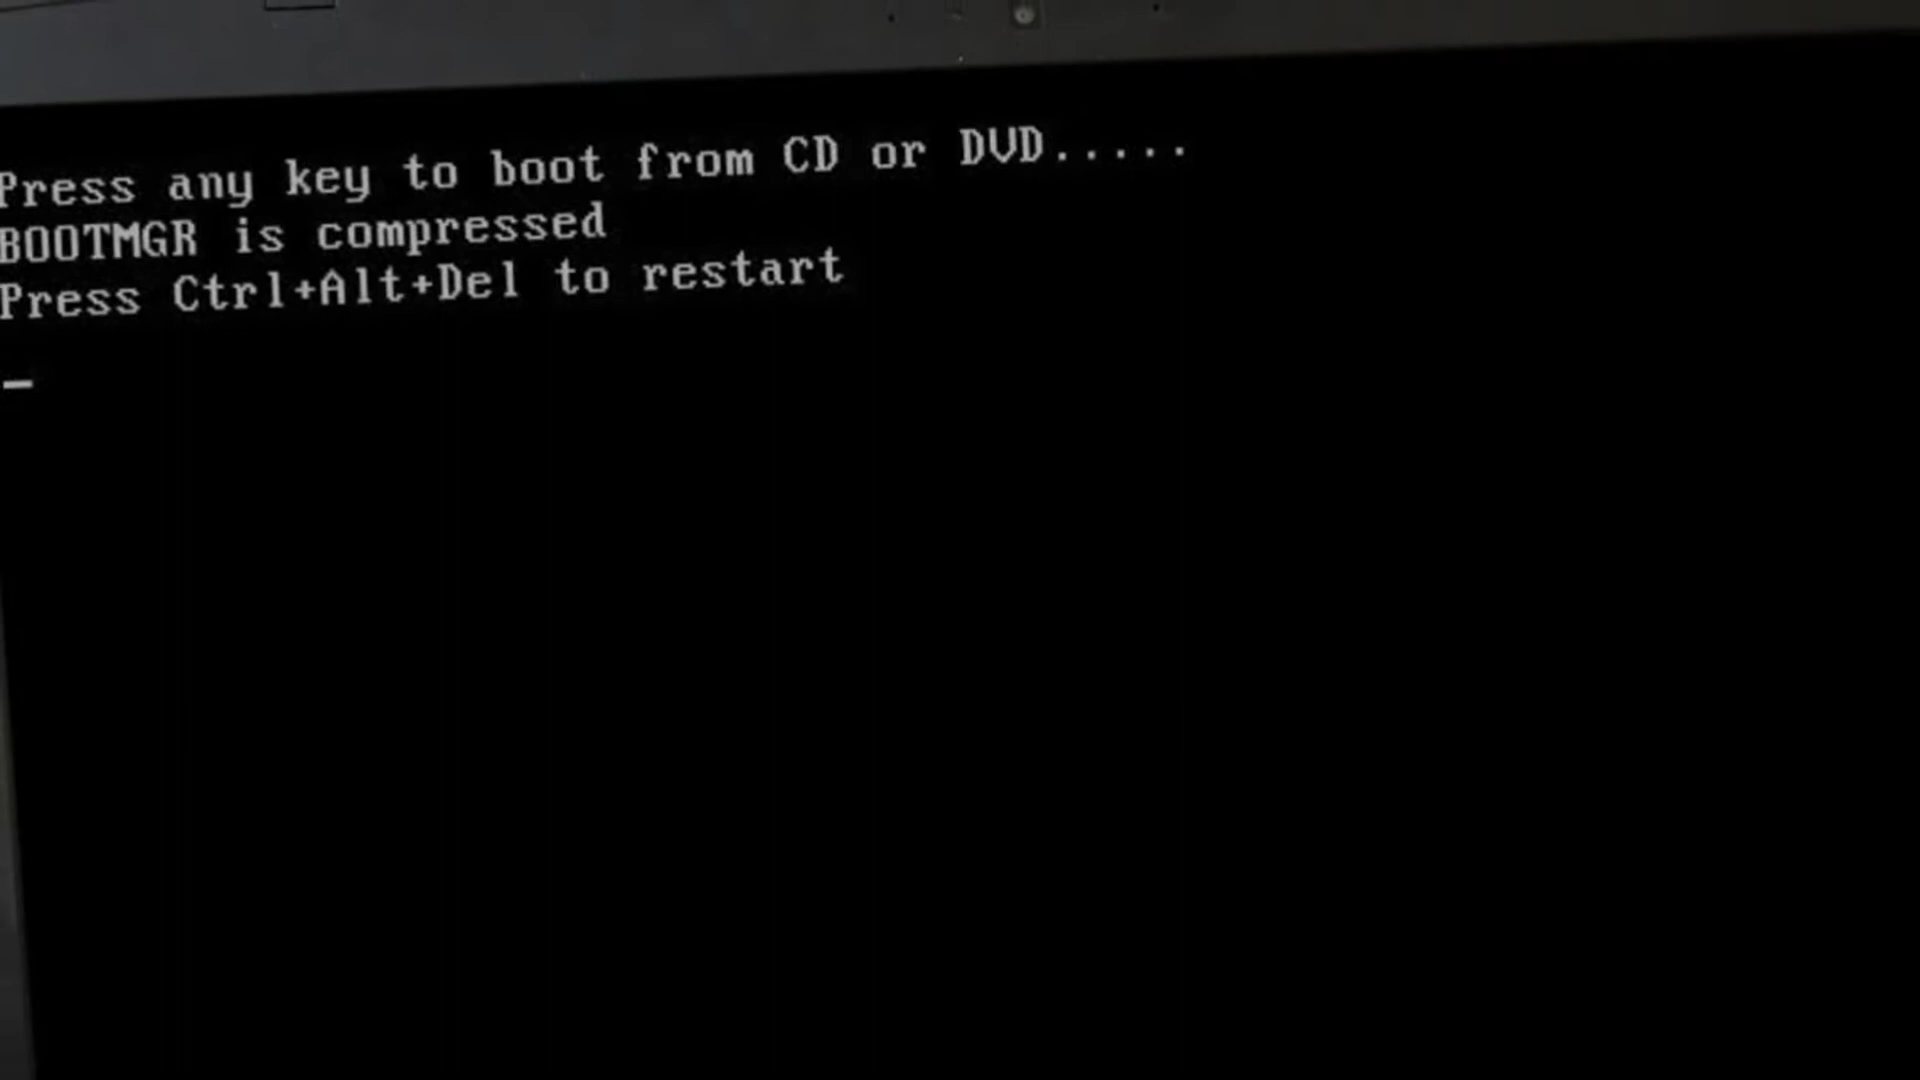 Press any key to boot from CD or DVD.....
BOOTMGR is compressed
Press Ctrl+Alt+Del to restart